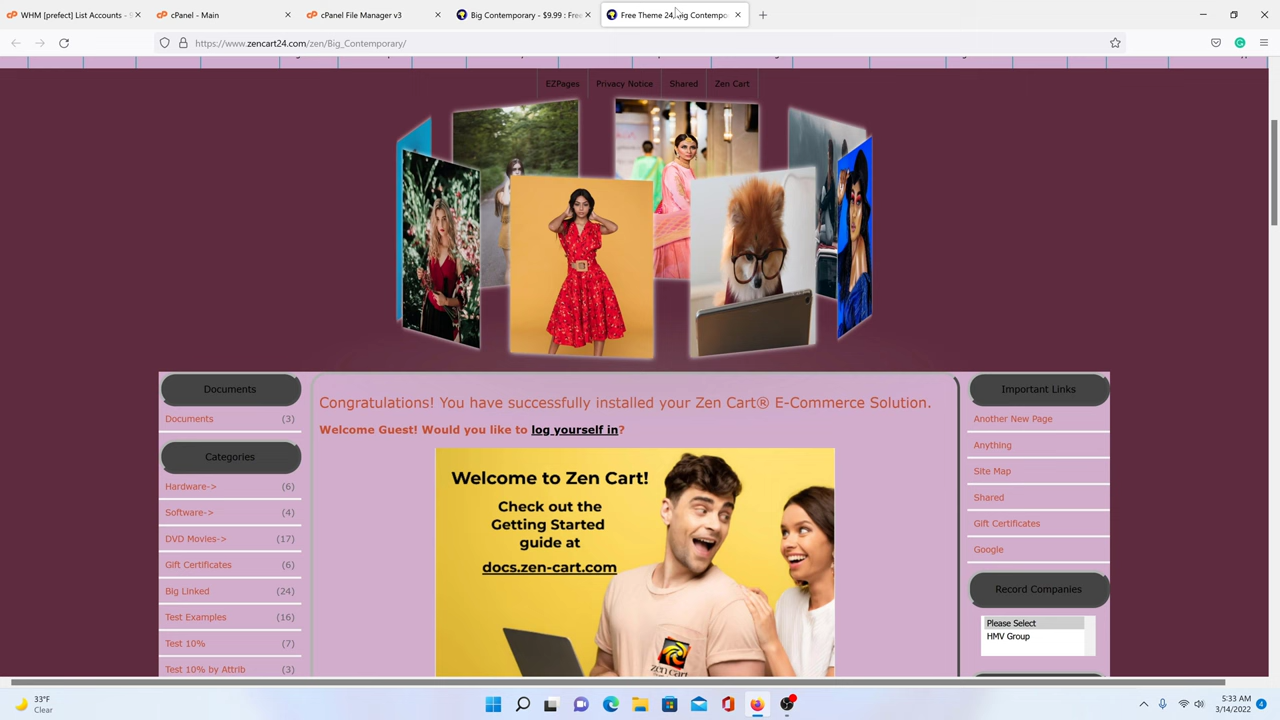 WHM [prefect] List Accounts - 9
cPanel - Main
cPanel File Manager v3
Big Contemporary - $9.99 : Free
Free Theme 24, Big Contempo
https://www.zencart24.com/zen/Big_Contemporary/
EZPages
Privacy Notice
Shared
Zen Cart
Documents
Documents (3)
Categories
Hardware-> (6)
Software-> (4)
DVD Movies-> (17)
Gift Certificates (6)
Big Linked (24)
Test Examples (16)
Test 10% (7)
Test 10% by Attrib (3)
Congratulations! You have successfully installed your Zen Cart® E-Commerce Solution.
Welcome Guest! Would you like to log yourself in?
Welcome to Zen Cart!
Check out the
Getting Started
guide at
docs.zen-cart.com
zen cart
Important Links
Another New Page
Anything
Site Map
Shared
Gift Certificates
Google
Record Companies
Please Select
HMV Group
33°F
Clear
5:33 AM
3/14/2022
4